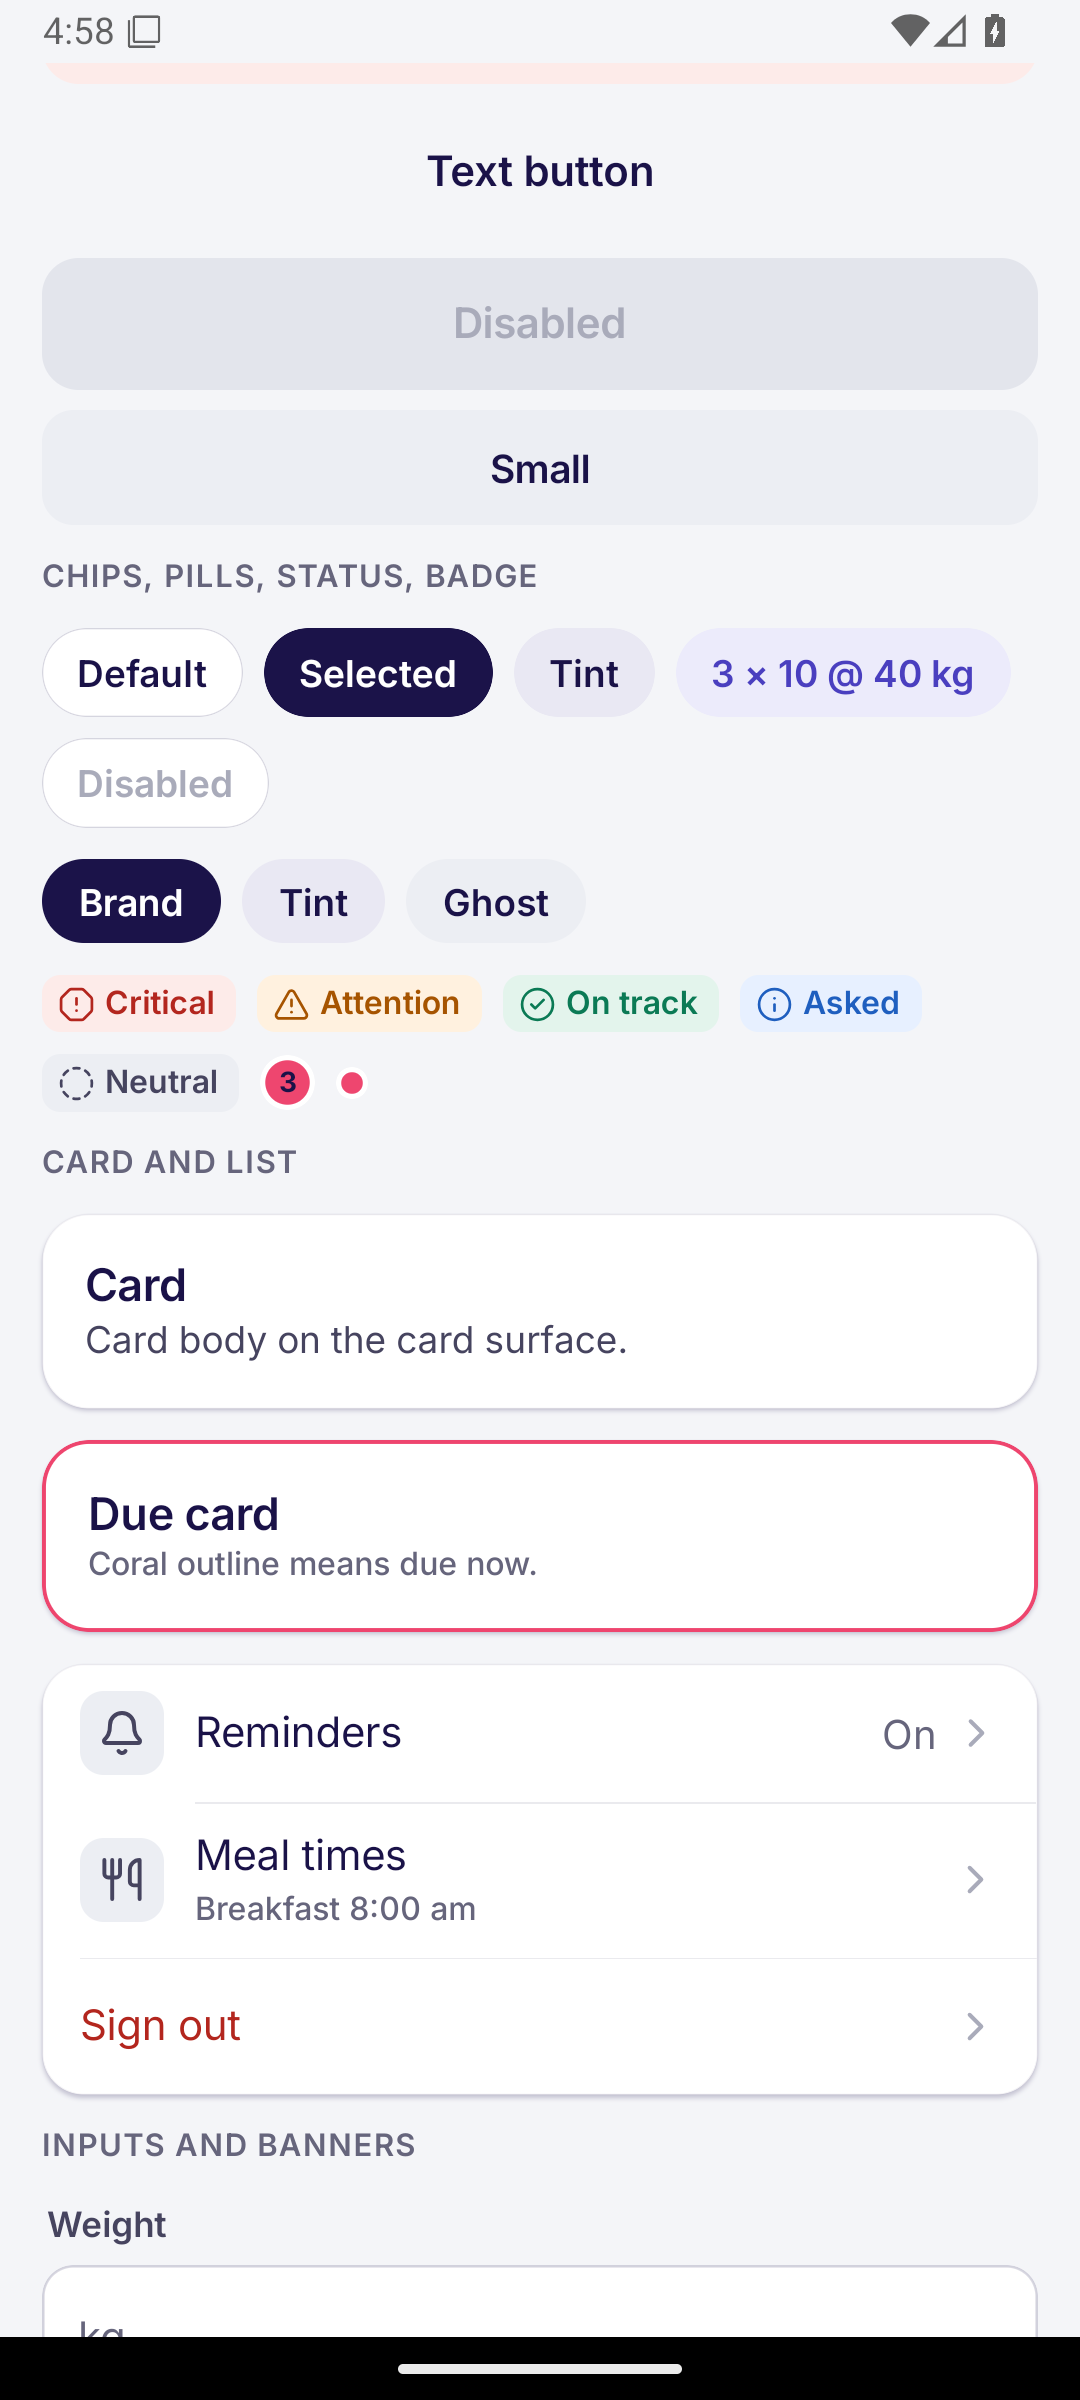 4:58
Text button
Disabled
Small
CHIPS, PILLS, STATUS, BADGE
Default Selected Tint 3 × 10 @ 40 kg
Disabled
Brand Tint Ghost
Critical Attention On track Asked
Neutral 3
CARD AND LIST
Card
Card body on the card surface.
Due card
Coral outline means due now.
Reminders On
Meal times
Breakfast 8:00 am
Sign out
INPUTS AND BANNERS
Weight
kg